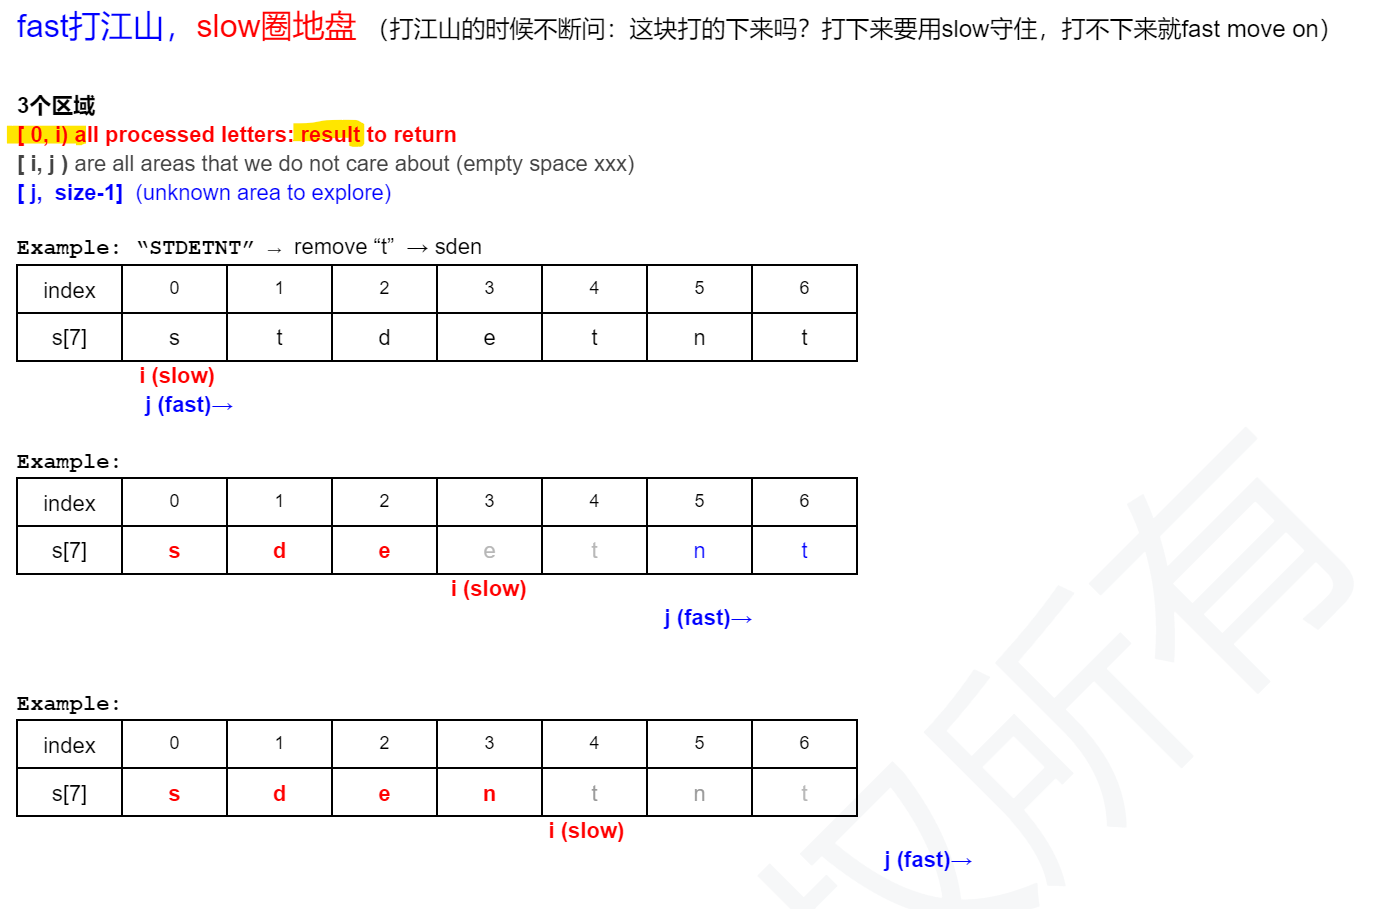 fast打江山，slow圈地盘 （打江山的时候不断问：这块打的下来吗？打下来要用slow守住，打不下来就fast move on）
3个区域
[ 0, i) all processed letters: result to return
[ i, j ) are all areas that we do not care about (empty space xxx)
[ j, size-1] (unknown area to explore)
Example: “STDETNT” → remove “t” → sden
index 0 1 2 3 4 5 6
s[7] s t d e t n t
i (slow)
j (fast)→
Example:
index 0 1 2 3 4 5 6
s[7] s d e e t n t
i (slow)
j (fast)→
Example:
index 0 1 2 3 4 5 6
s[7] s d e n t n t
i (slow)
j (fast)→
权所有